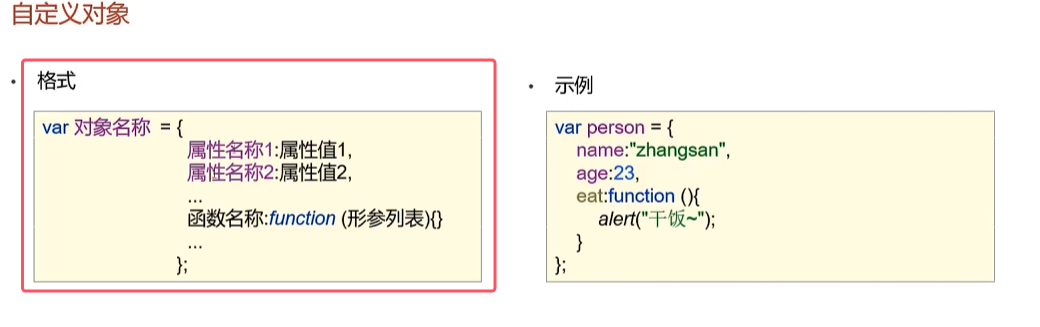 自定义对象
• 格式
var 对象名称 = {
属性名称1:属性值1,
属性名称2:属性值2,
...
函数名称:function (形参列表){}
...
};
• 示例
var person = {
name:"zhangsan",
age:23,
eat:function (){
alert("干饭~");
}
};